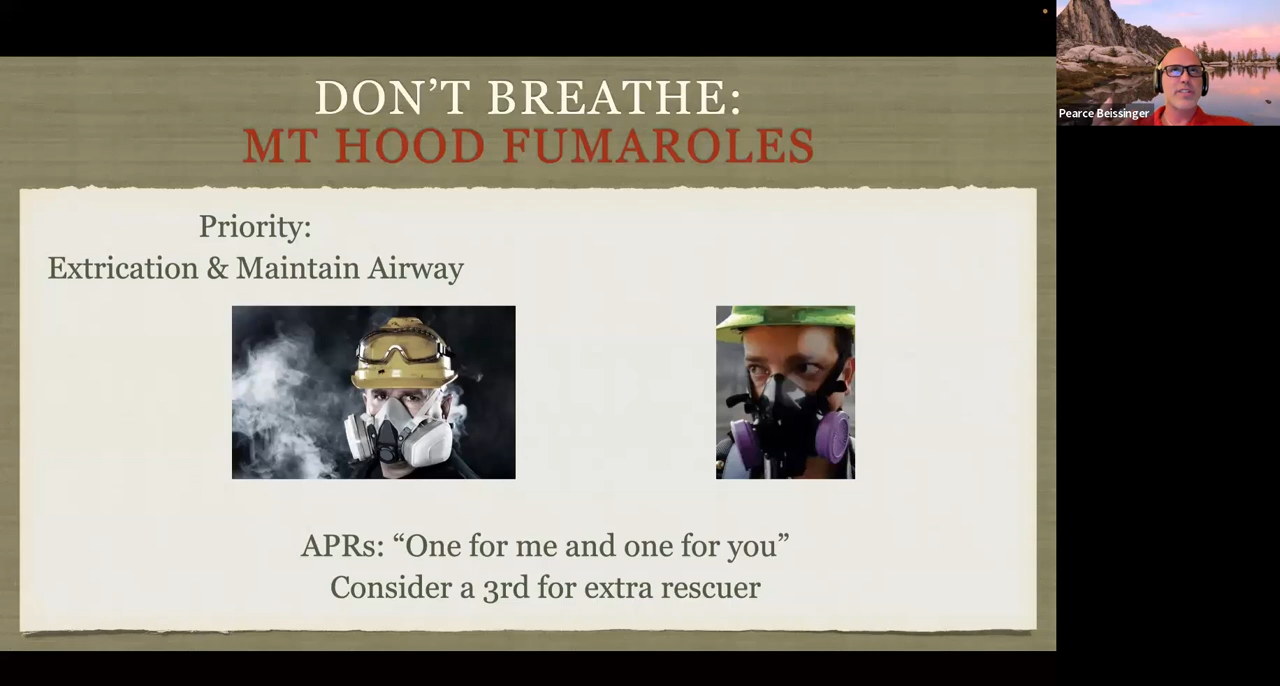 DON’T BREATHE:
MT HOOD FUMAROLES
Priority:
Extrication & Maintain Airway
APRs: “One for me and one for you”
Consider a 3rd for extra rescuer
Pearce Beissinger